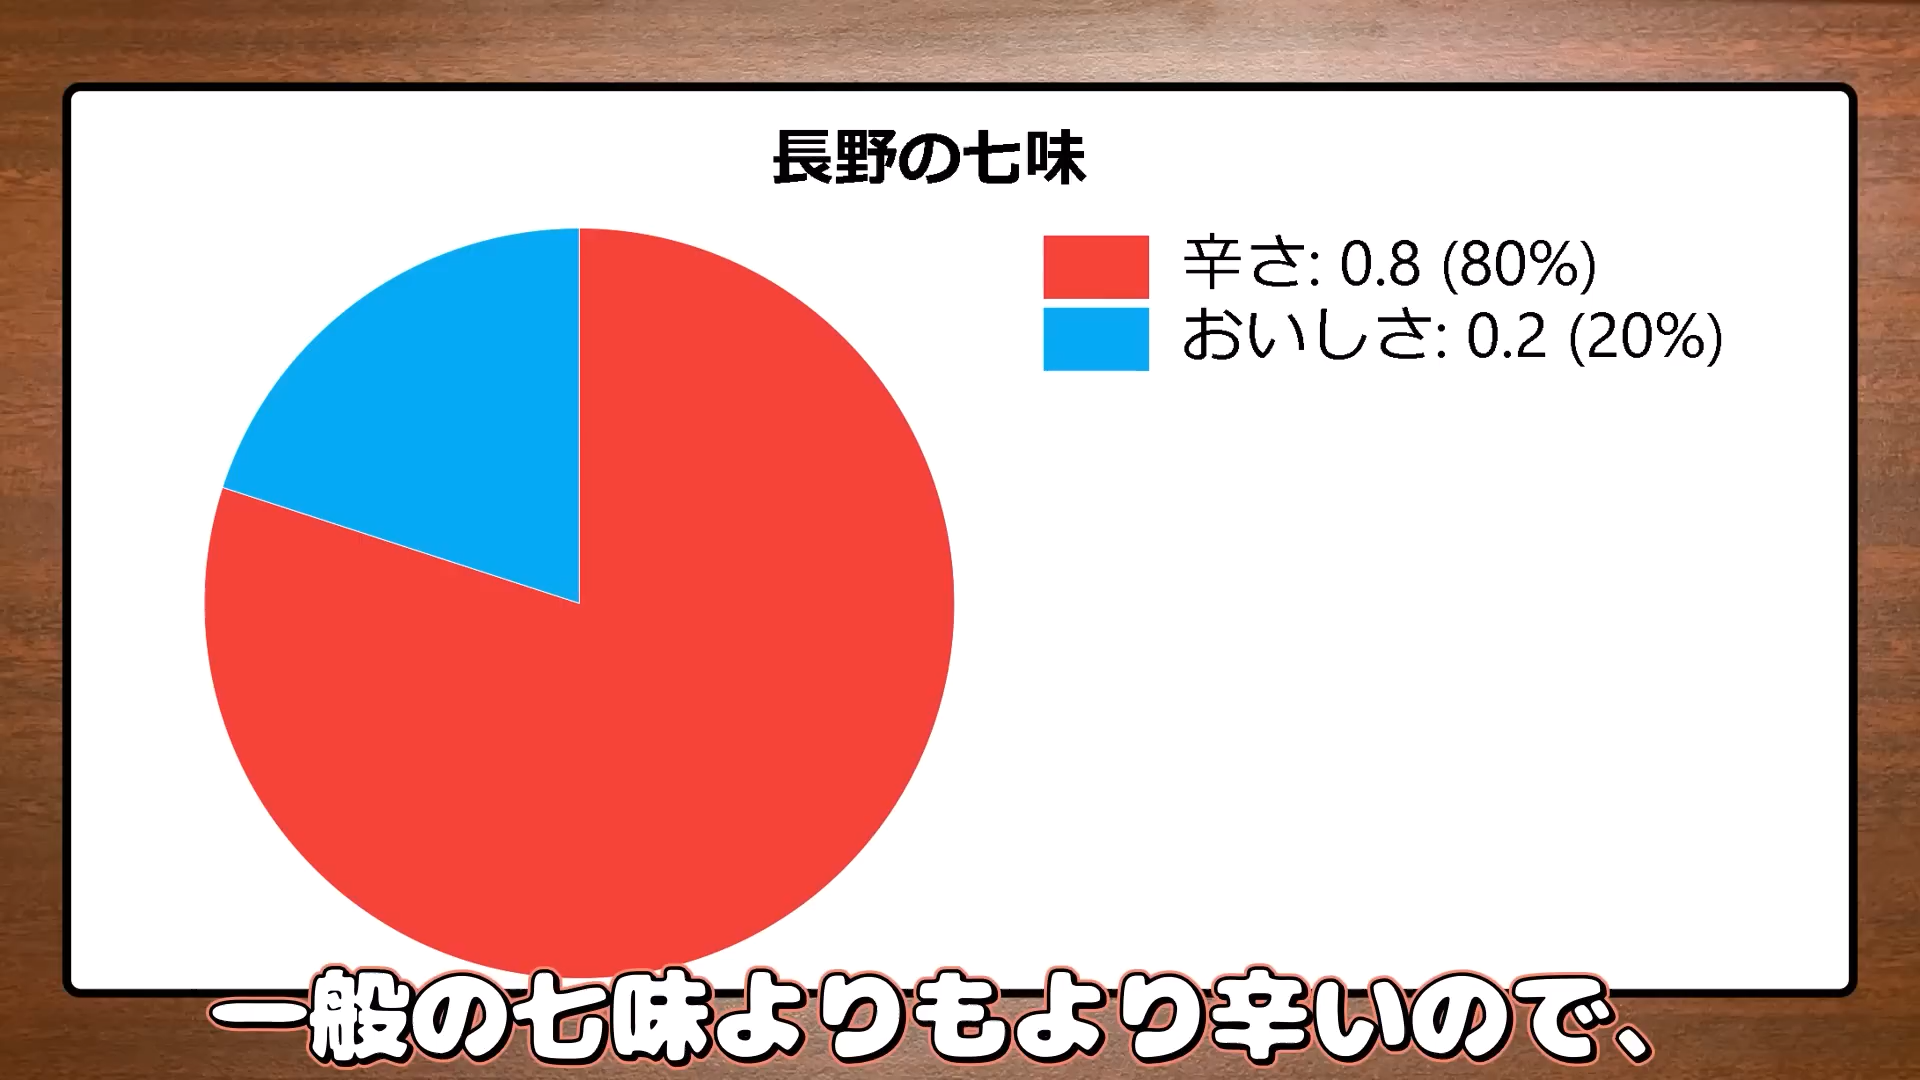 長野の七味
辛さ: 0.8 (80%)
おいしさ: 0.2 (20%)
一般の七味よりもより辛いので、